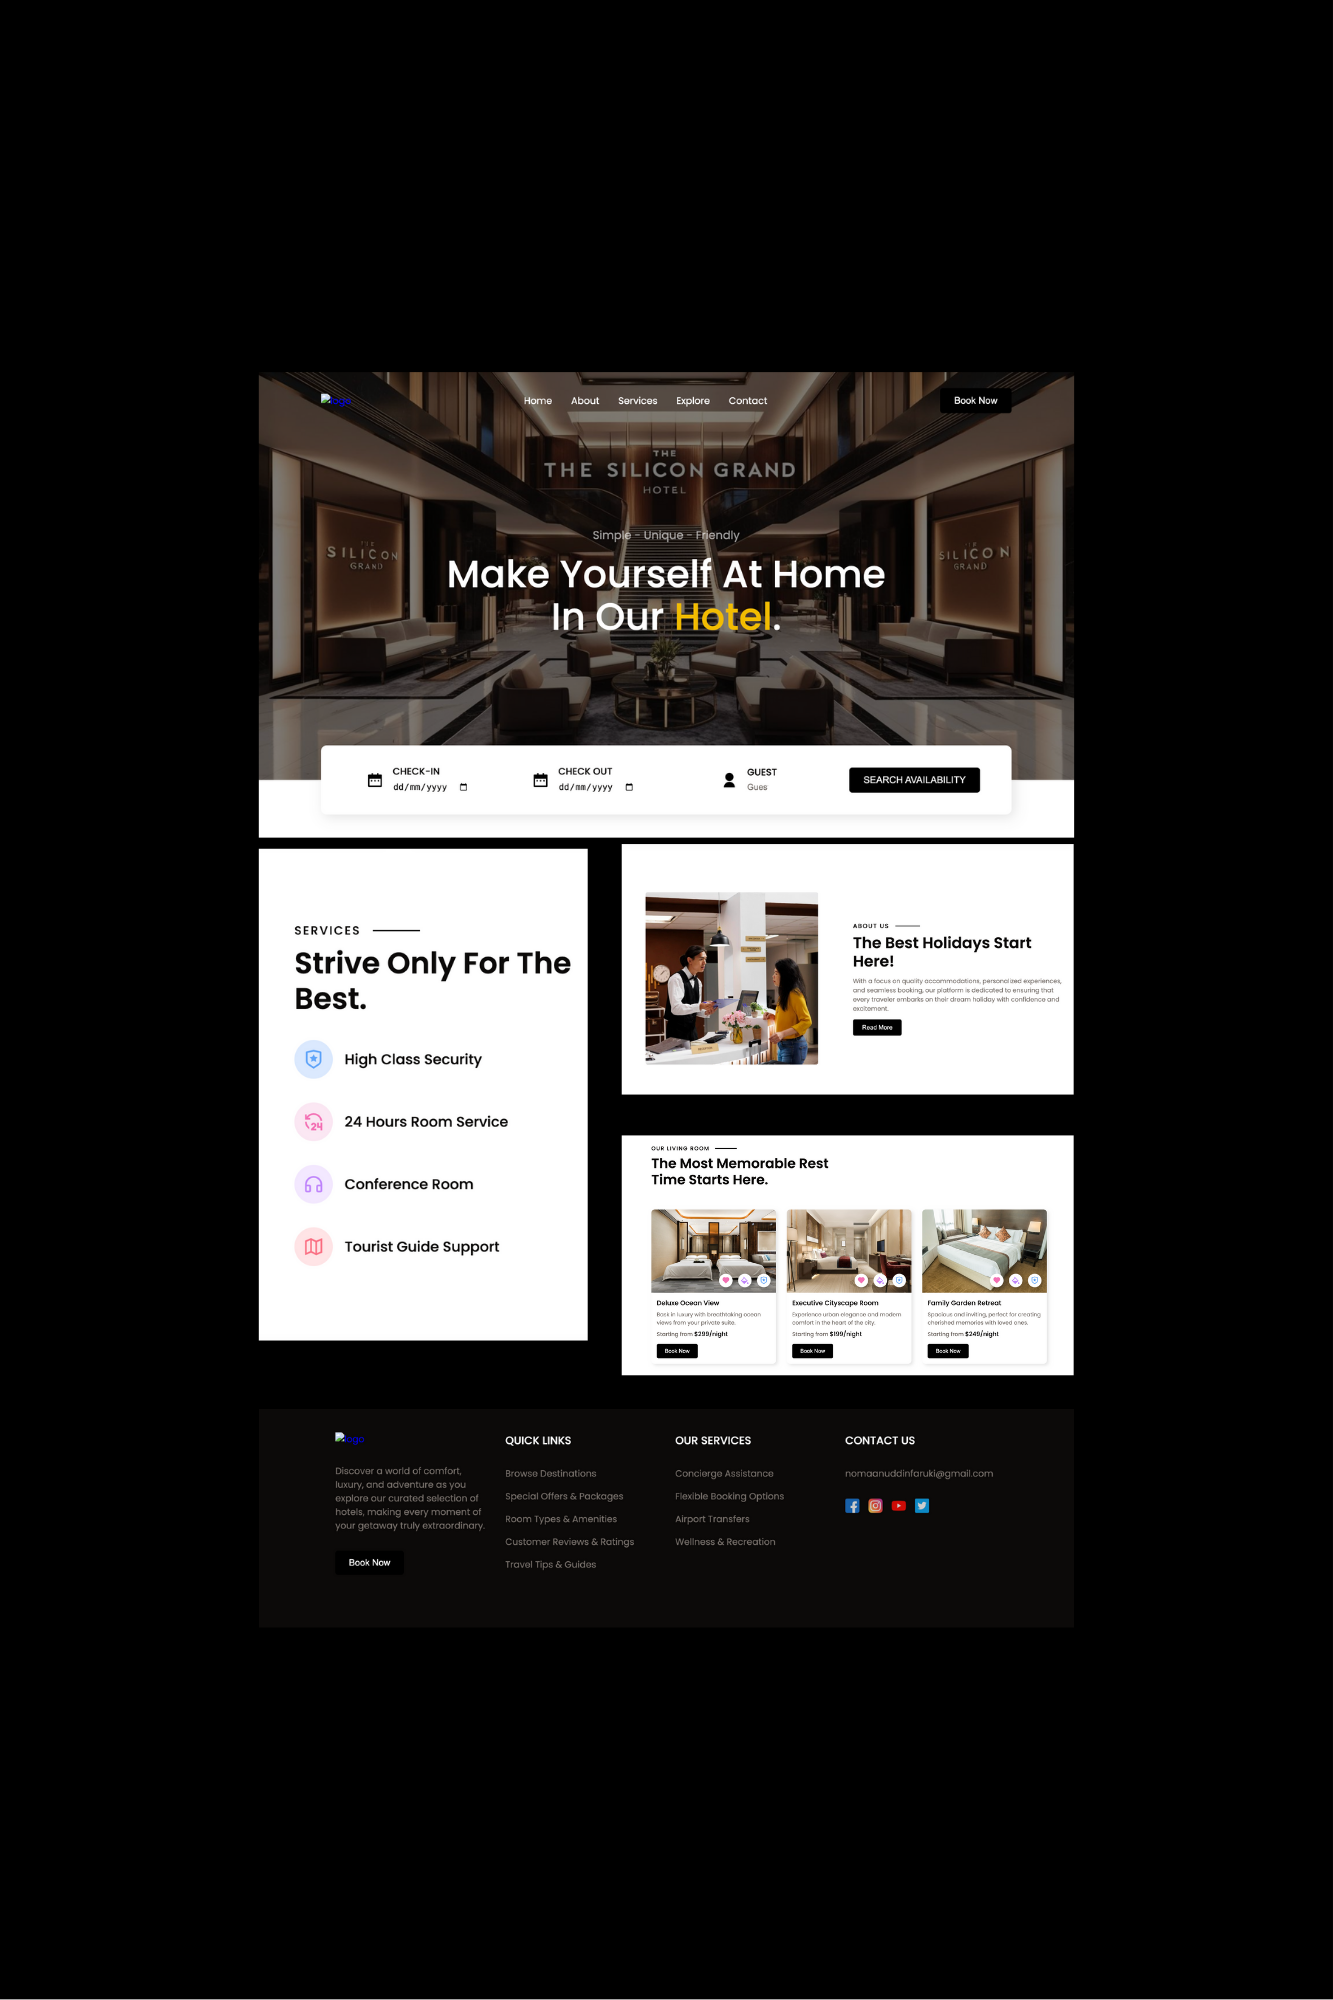 logo
Home About Services Explore Contact
Book Now
THE
THE SILICON GRAND
HOTEL
SILICON
GRAND
SILICON
GRAND
Simple - Unique - Friendly
Make Yourself At Home
In Our Hotel.
CHECK-IN
dd/mm/yyyy
CHECK OUT
dd/mm/yyyy
GUEST
Gues
SEARCH AVAILABILITY
SERVICES
Strive Only For The
Best.
High Class Security
24
24 Hours Room Service
Conference Room
Tourist Guide Support
ABOUT US
The Best Holidays Start
Here!
With a focus on quality accommodations, personalized experiences,
and seamless booking, our platform is dedicated to ensuring that
every traveler embarks on their dream holiday with confidence and
excitement.
Read More
OUR LIVING ROOM
The Most Memorable Rest
Time Starts Here.
Deluxe Ocean View
Bask in luxury with breathtaking ocean
views from your private suite.
Starting from $299/night
Book Now
Executive Cityscape Room
Experience urban elegance and modern
comfort in the heart of the city.
Starting from $199/night
Book Now
Family Garden Retreat
Spacious and inviting, perfect for creating
cherished memories with loved ones.
Starting from $249/night
Book Now
logo
Discover a world of comfort,
luxury, and adventure as you
explore our curated selection of
hotels, making every moment of
your getaway truly extraordinary.
Book Now
QUICK LINKS
Browse Destinations
Special Offers & Packages
Room Types & Amenities
Customer Reviews & Ratings
Travel Tips & Guides
OUR SERVICES
Concierge Assistance
Flexible Booking Options
Airport Transfers
Wellness & Recreation
CONTACT US
nomaanuddinfaruki@gmail.com